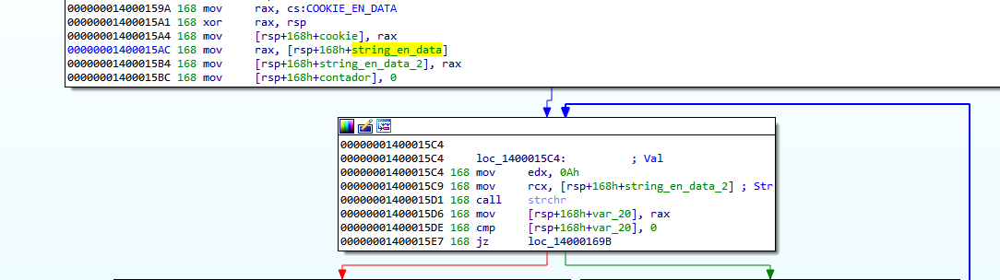 000000014000159A 168 mov     rax, cs:COOKIE_EN_DATA
00000001400015A1 168 xor     rax, rsp
00000001400015A4 168 mov     [rsp+168h+cookie], rax
00000001400015AC 168 mov     rax, [rsp+168h+string_en_data]
00000001400015B4 168 mov     [rsp+168h+string_en_data_2], rax
00000001400015BC 168 mov     [rsp+168h+contador], 0
00000001400015C4
00000001400015C4     loc_1400015C4:          ; Val
00000001400015C4 168 mov     edx, 0Ah
00000001400015C9 168 mov     rcx, [rsp+168h+string_en_data_2] ; Str
00000001400015D1 168 call    strchr
00000001400015D6 168 mov     [rsp+168h+var_20], rax
00000001400015DE 168 cmp     [rsp+168h+var_20], 0
00000001400015E7 168 jz      loc_14000169B